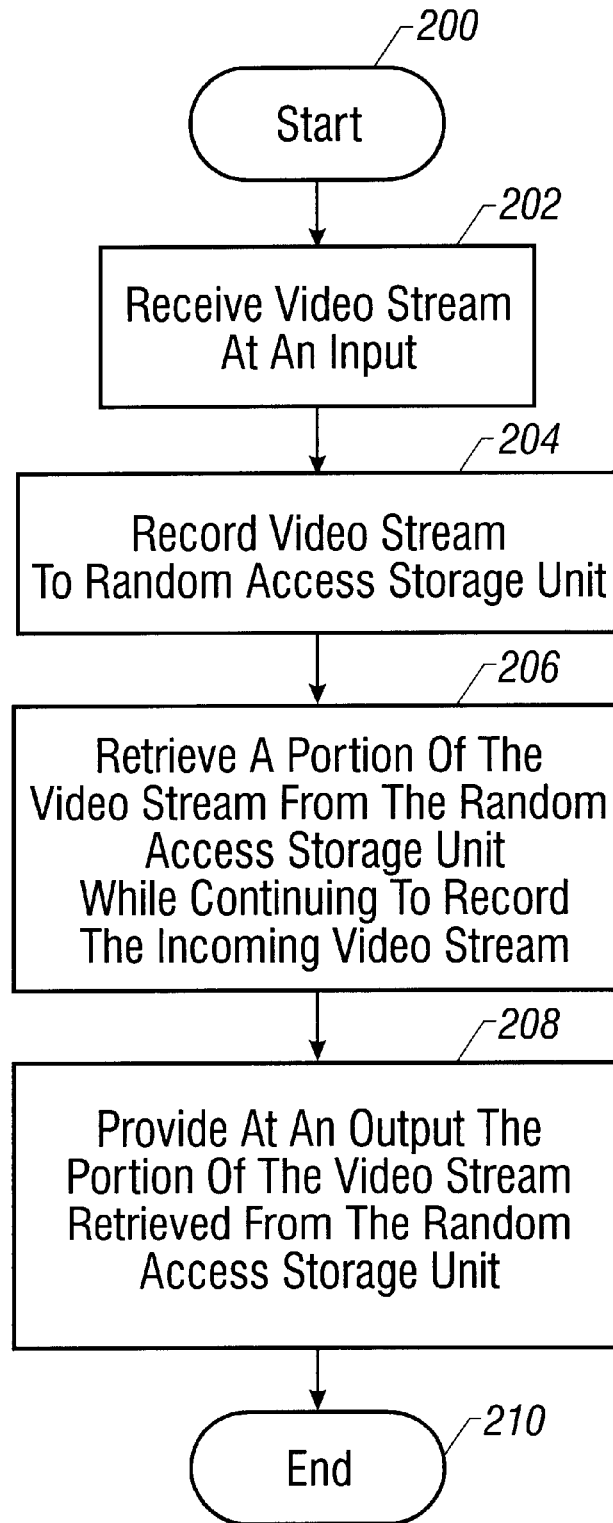 200
Start
202
Receive Video Stream
At An Input
204
Record Video Stream
To Random Access Storage Unit
206
Retrieve A Portion Of The
Video Stream From The Random
Access Storage Unit
While Continuing To Record
The Incoming Video Stream
208
Provide At An Output The
Portion Of The Video Stream
Retrieved From The Random
Access Storage Unit
210
End